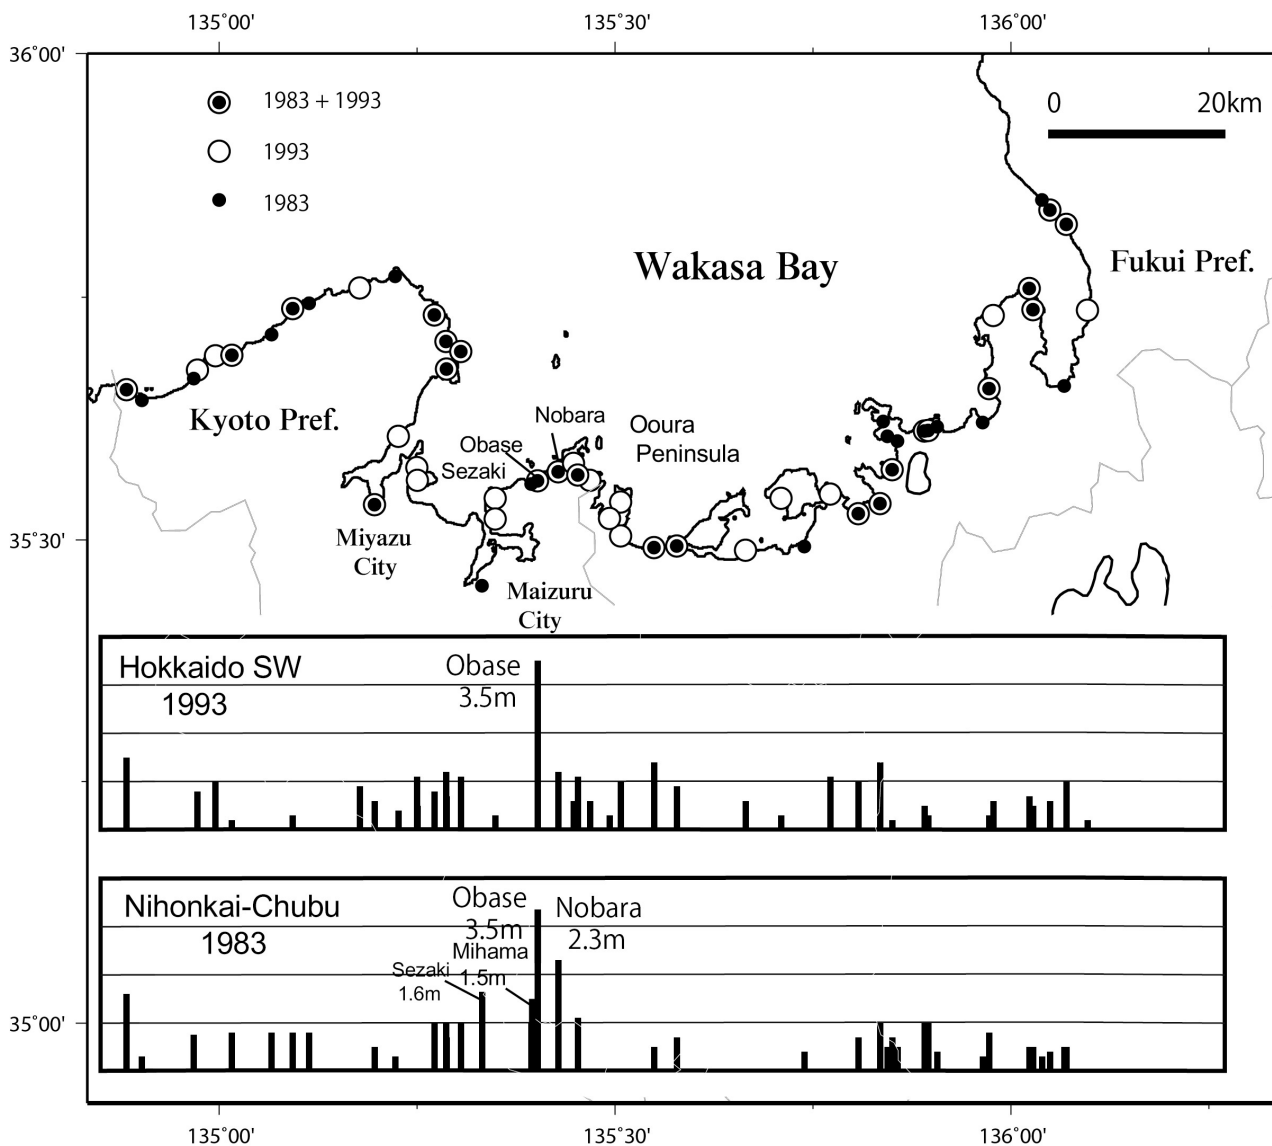 135°00'
135°30'
136°00'
36°00'
1983 + 1993
1993
1983
0
20km
Wakasa Bay
Fukui Pref.
Kyoto Pref.
Nobara
Ooura
Peninsula
Obase
Sezaki
Miyazu
City
35°30'
Maizuru
City
Hokkaido SW
1993
Obase
3.5m
Nihonkai-Chubu
1983
Obase
3.5m
Nobara
2.3m
Mihama
1.5m
Sezaki
1.6m
35°00'
135°00'
135°30'
136°00'